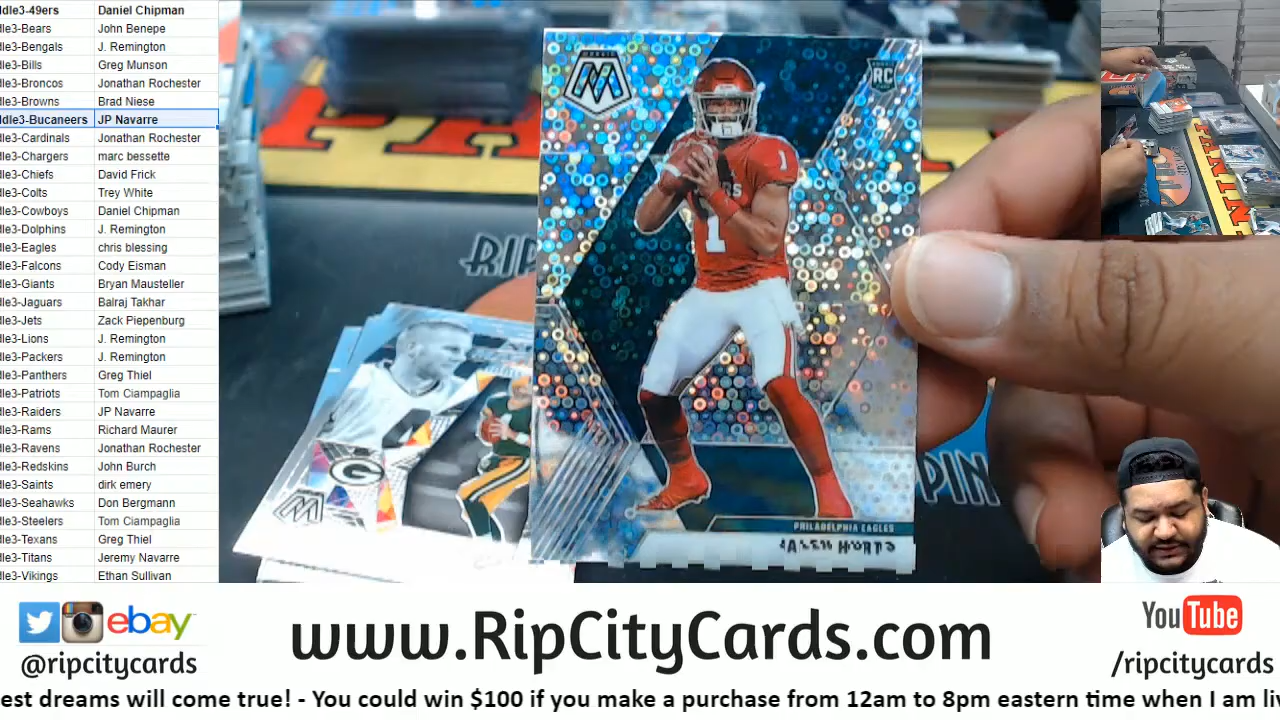 dle3-49ers Daniel Chipman
dle3-Bears John Benepe
dle3-Bengals J. Remington
dle3-Bills Greg Munson
dle3-Broncos Jonathan Rochester
dle3-Browns Brad Niese
ddle3-Bucaneers JP Navarre
dle3-Cardinals Jonathan Rochester
dle3-Chargers marc bessette
dle3-Chiefs David Frick
dle3-Colts Trey White
dle3-Cowboys Daniel Chipman
dle3-Dolphins J. Remington
dle3-Eagles chris blessing
dle3-Falcons Cody Eisman
dle3-Giants Bryan Mausteller
dle3-Jaguars Balraj Takhar
dle3-Jets Zack Piepenburg
dle3-Lions J. Remington
dle3-Packers J. Remington
dle3-Panthers Greg Thiel
dle3-Patriots Tom Ciampaglia
dle3-Raiders JP Navarre
dle3-Rams Richard Maurer
dle3-Ravens Jonathan Rochester
dle3-Redskins John Burch
dle3-Saints dirk emery
dle3-Seahawks Don Bergmann
dle3-Steelers Tom Ciampaglia
dle3-Texans Greg Thiel
dle3-Titans Jeremy Navarre
dle3-Vikings Ethan Sullivan
MOSAIC
RC
1
1
RIP
G
PIN
PHILADELPHIA EAGLES
JALEN HURTS
ebay
@ripcitycards
www.RipCityCards.com
YouTube
/ripcitycards
est dreams will come true! - You could win $100 if you make a purchase from 12am to 8pm eastern time when I am li